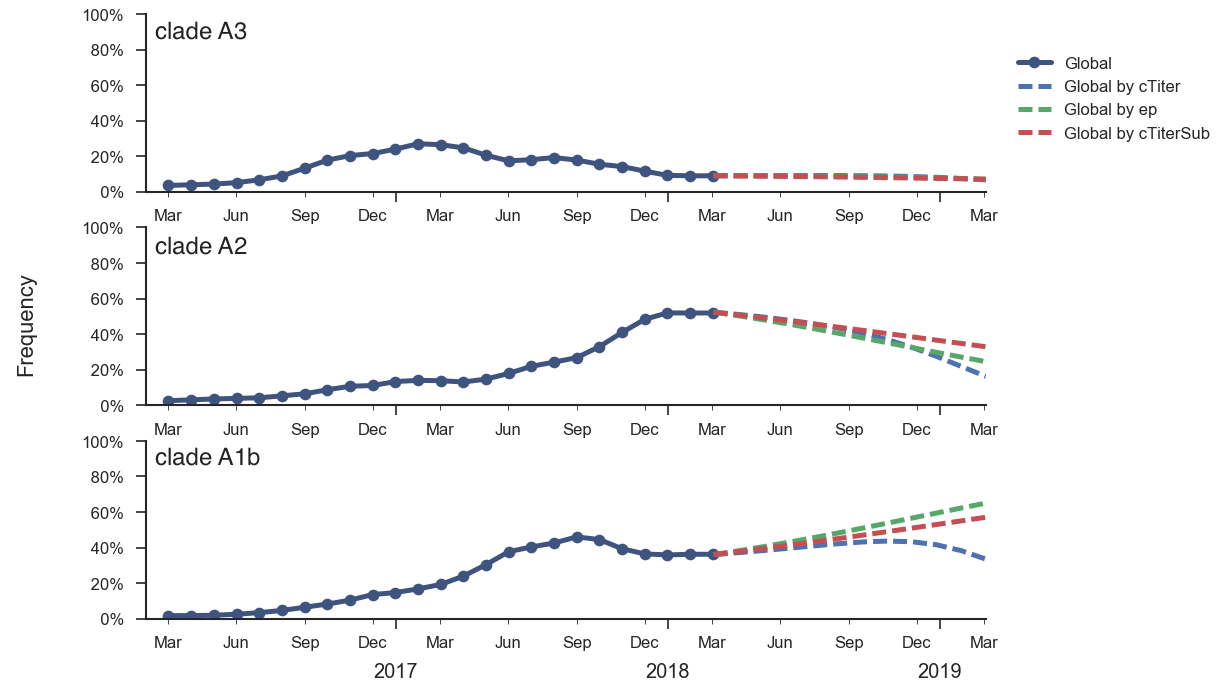 clade A3
100%
80%
60%
40%
20%
0%
Mar Jun Sep Dec Mar Jun Sep Dec Mar Jun Sep Dec Mar
Global
Global by cTiter
Global by ep
Global by cTiterSub
Frequency
clade A2
100%
80%
60%
40%
20%
0%
Mar Jun Sep Dec Mar Jun Sep Dec Mar Jun Sep Dec Mar
clade A1b
100%
80%
60%
40%
20%
0%
Mar Jun Sep Dec Mar Jun Sep Dec Mar Jun Sep Dec Mar
2017 2018 2019